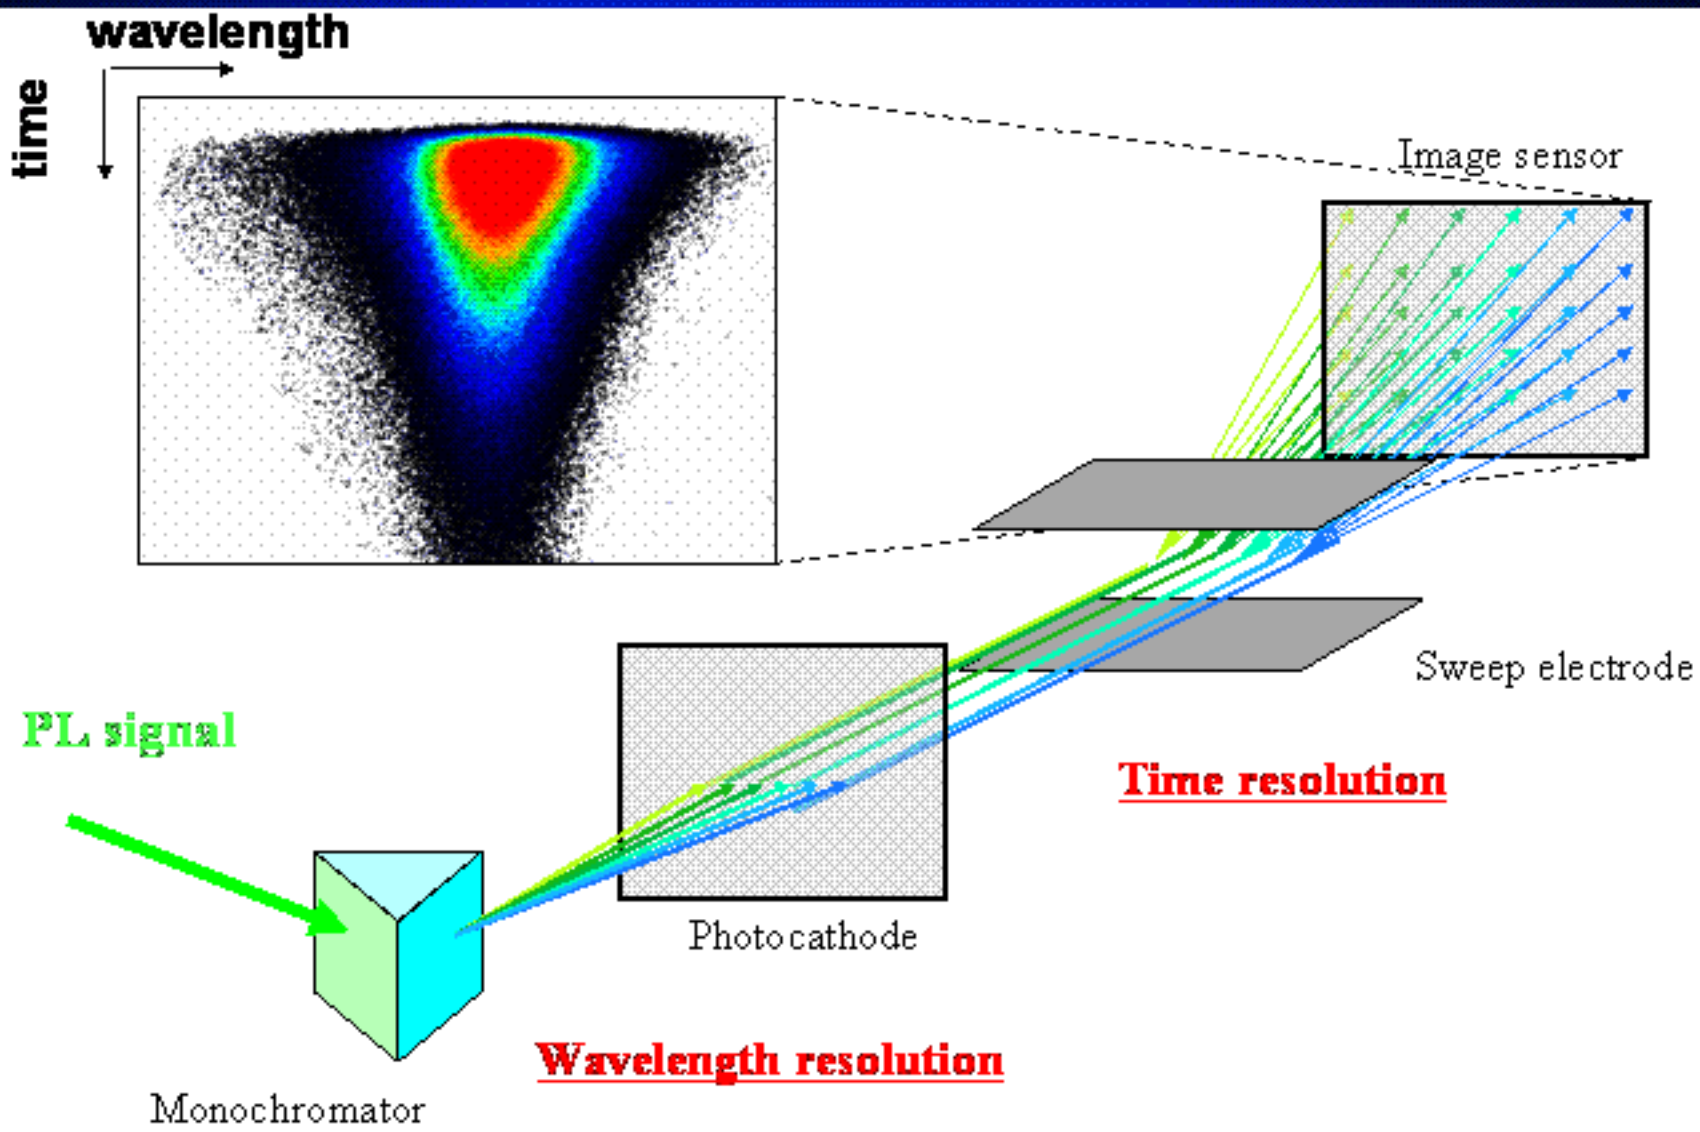 wavelength
time
Image sensor
Sweep electrode
PL signal
Time resolution
Photocathode
Wavelength resolution
Monochromator